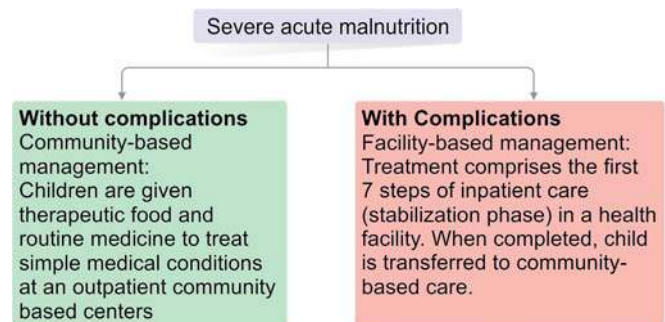 Severe acute malnutrition
Without complications
Community-based
management:
Children are given
therapeutic food and
routine medicine to treat
simple medical conditions
at an outpatient community
based centers
With Complications
Facility-based management:
Treatment comprises the first
7 steps of inpatient care
(stabilization phase) in a health
facility. When completed, child
is transferred to community-
based care.